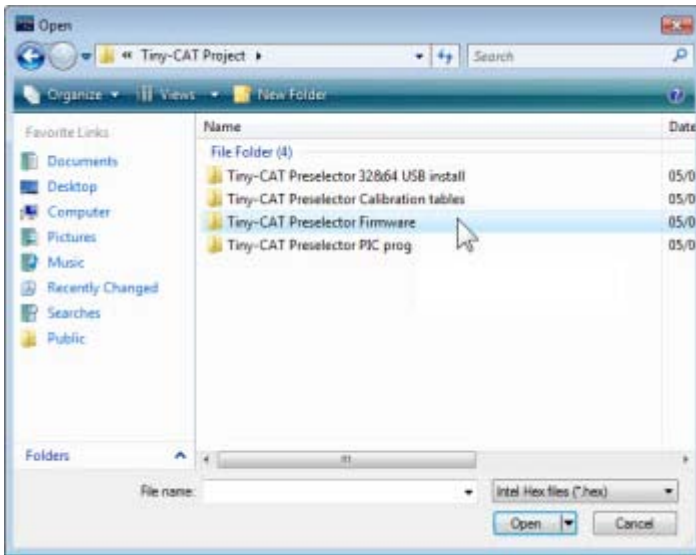 Open
« Tiny-CAT Project
Search
Organize Views New Folder
Favorite Links
Documents
Desktop
Computer
Pictures
Music
Recently Changed
Searches
Public
Folders
Name Date
File Folder (4)
Tiny-CAT Preselector 32&64 USB install 05/0
Tiny-CAT Preselector Calibration tables 05/0
Tiny-CAT Preselector Firmware 05/0
Tiny-CAT Preselector PIC prog 05/0
File name: Intel Hex files (*.hex)
Open Cancel